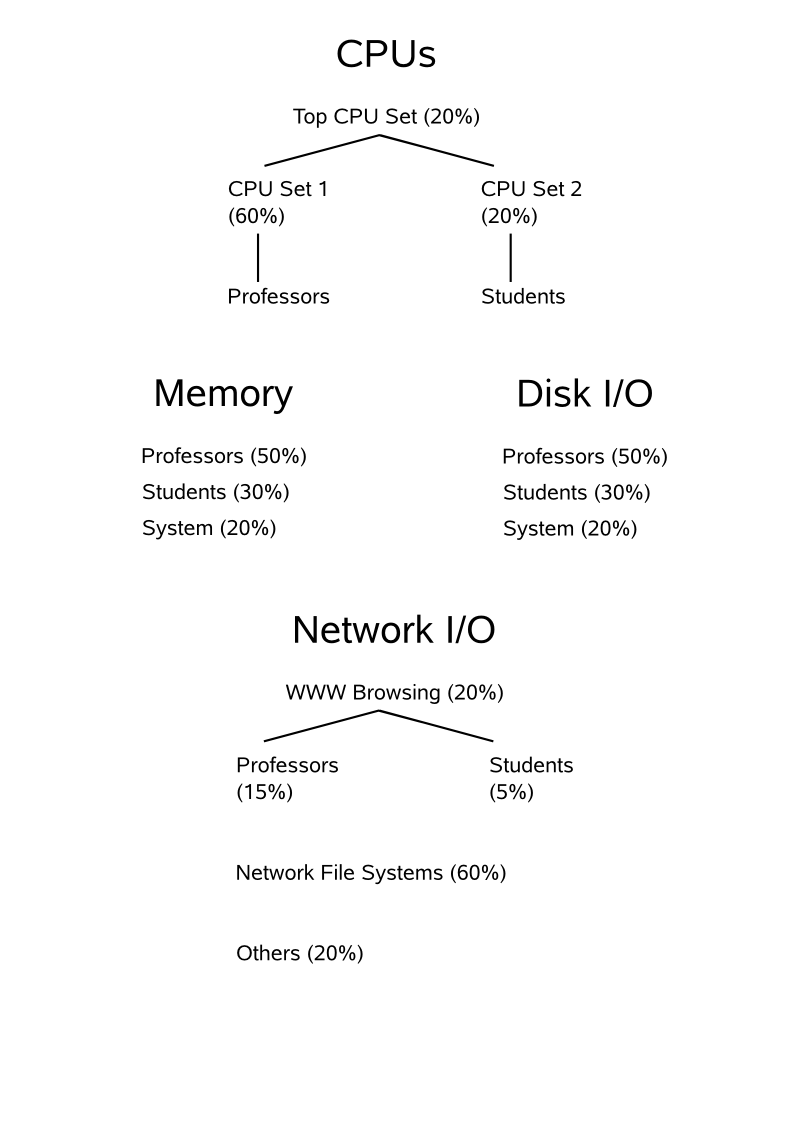 CPUs
Top CPU Set (20%)
CPU Set 1
(60%)
CPU Set 2
(20%)
Professors
Students
Memory
Professors (50%)
Students (30%)
System (20%)
Disk I/O
Professors (50%)
Students (30%)
System (20%)
Network I/O
WWW Browsing (20%)
Professors
(15%)
Students
(5%)
Network File Systems (60%)
Others (20%)